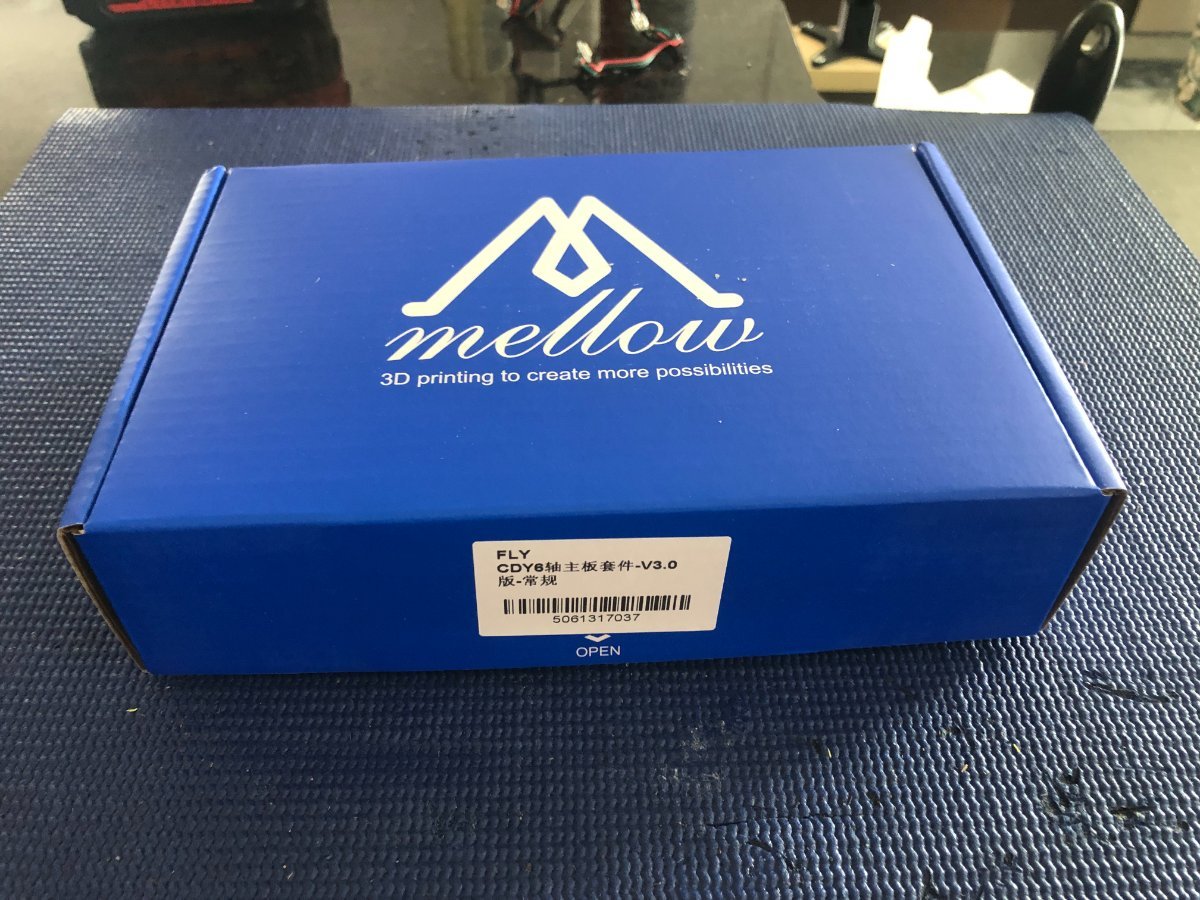 mellow
3D printing to create more possibilities
FLY
CDY6轴主板套件-V3.0
版-常规
5061317037
OPEN